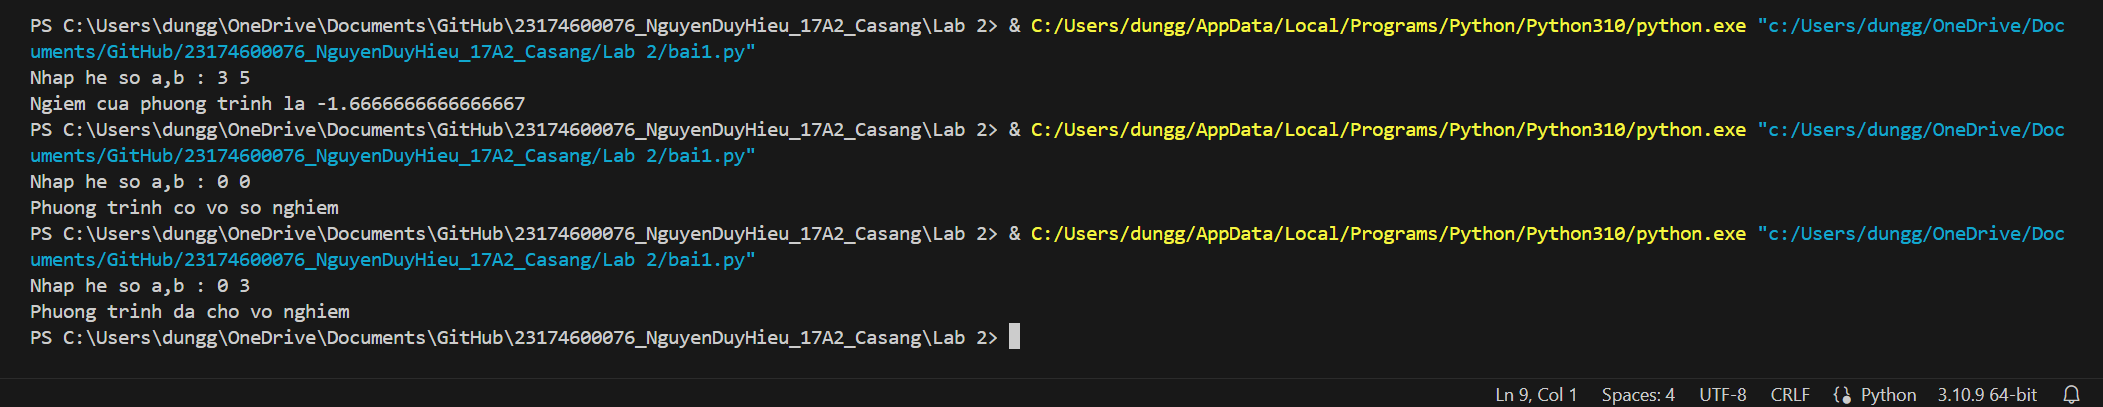 PS C:\Users\dungg\OneDrive\Documents\GitHub\23174600076_NguyenDuyHieu_17A2_Casang\Lab 2> & C:/Users/dungg/AppData/Local/Programs/Python/Python310/python.exe "c:/Users/dungg/OneDrive/Doc
uments/GitHub/23174600076_NguyenDuyHieu_17A2_Casang/Lab 2/bai1.py"
Nhap he so a,b : 3 5
Ngiem cua phuong trinh la -1.6666666666666667
PS C:\Users\dungg\OneDrive\Documents\GitHub\23174600076_NguyenDuyHieu_17A2_Casang\Lab 2> & C:/Users/dungg/AppData/Local/Programs/Python/Python310/python.exe "c:/Users/dungg/OneDrive/Doc
uments/GitHub/23174600076_NguyenDuyHieu_17A2_Casang/Lab 2/bai1.py"
Nhap he so a,b : 0 0
Phuong trinh co vo so nghiem
PS C:\Users\dungg\OneDrive\Documents\GitHub\23174600076_NguyenDuyHieu_17A2_Casang\Lab 2> & C:/Users/dungg/AppData/Local/Programs/Python/Python310/python.exe "c:/Users/dungg/OneDrive/Doc
uments/GitHub/23174600076_NguyenDuyHieu_17A2_Casang/Lab 2/bai1.py"
Nhap he so a,b : 0 3
Phuong trinh da cho vo nghiem
PS C:\Users\dungg\OneDrive\Documents\GitHub\23174600076_NguyenDuyHieu_17A2_Casang\Lab 2>
Ln 9, Col 1 Spaces: 4 UTF-8 CRLF Python 3.10.9 64-bit